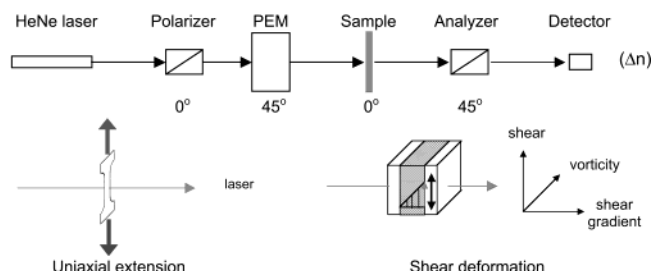 HeNe laser Polarizer PEM Sample Analyzer Detector
(Δn)
0° 45° 0° 45°
shear
vorticity
laser
shear
gradient
Uniaxial extension Shear deformation